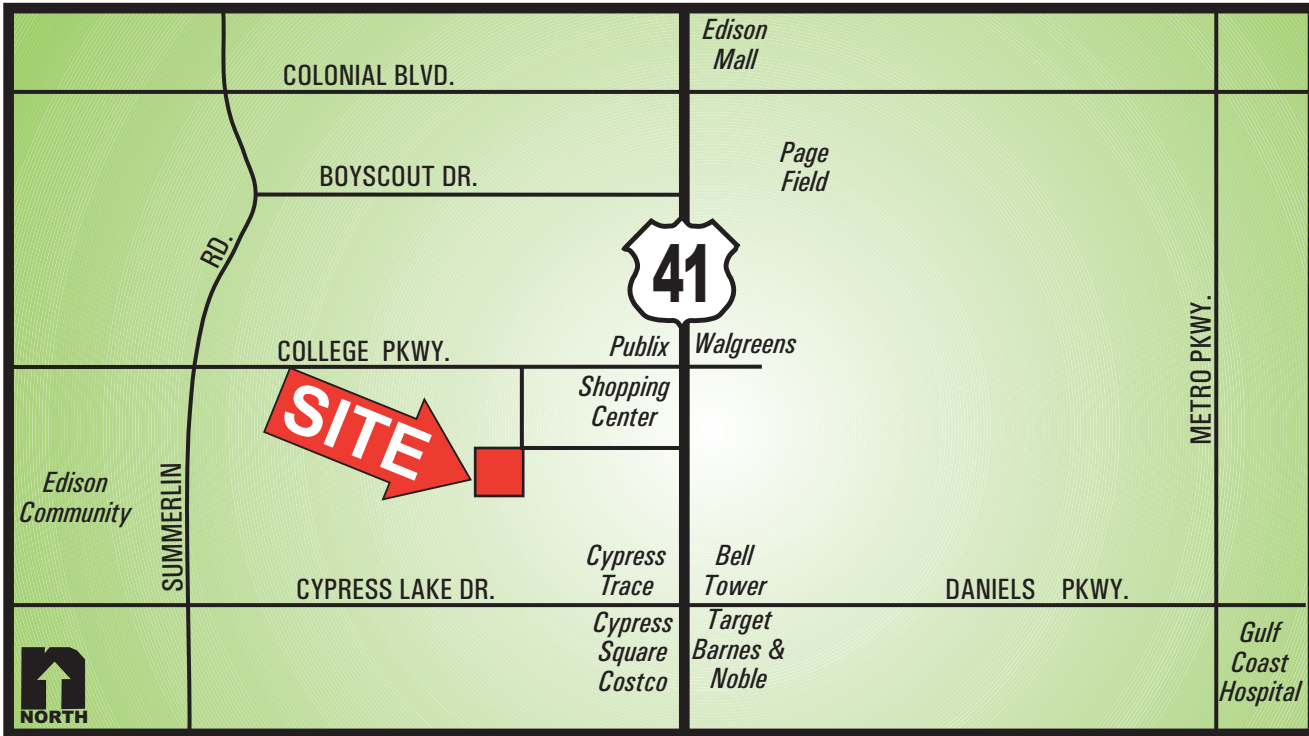 Edison
Mall
COLONIAL BLVD.
Page
Field
BOYSCOUT DR.
RD.
41
METRO PKWY.
COLLEGE PKWY.
Publix
Walgreens
Shopping
Center
SITE
Edison
Community
SUMMERLIN
Cypress
Trace
Bell
Tower
CYPRESS LAKE DR.
DANIELS PKWY.
Cypress
Square
Costco
Target
Barnes &
Noble
Gulf
Coast
Hospital
n
NORTH